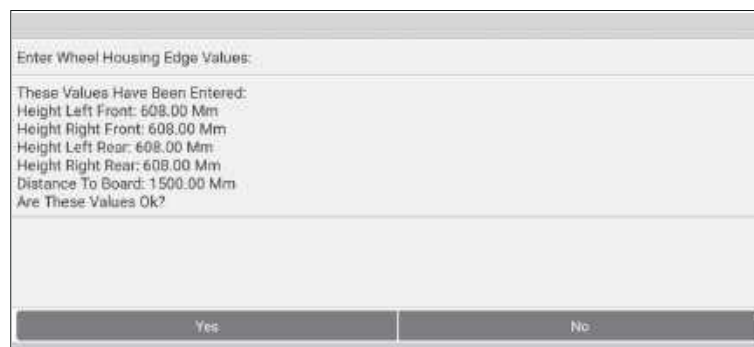 Enter Wheel Housing Edge Values:
These Values Have Been Entered:
Height Left Front: 608.00 Mm
Height Right Front: 608.00 Mm
Height Left Rear: 608.00 Mm
Height Right Rear: 608.00 Mm
Distance To Board: 1500.00 Mm
Are These Values Ok?
Yes
No